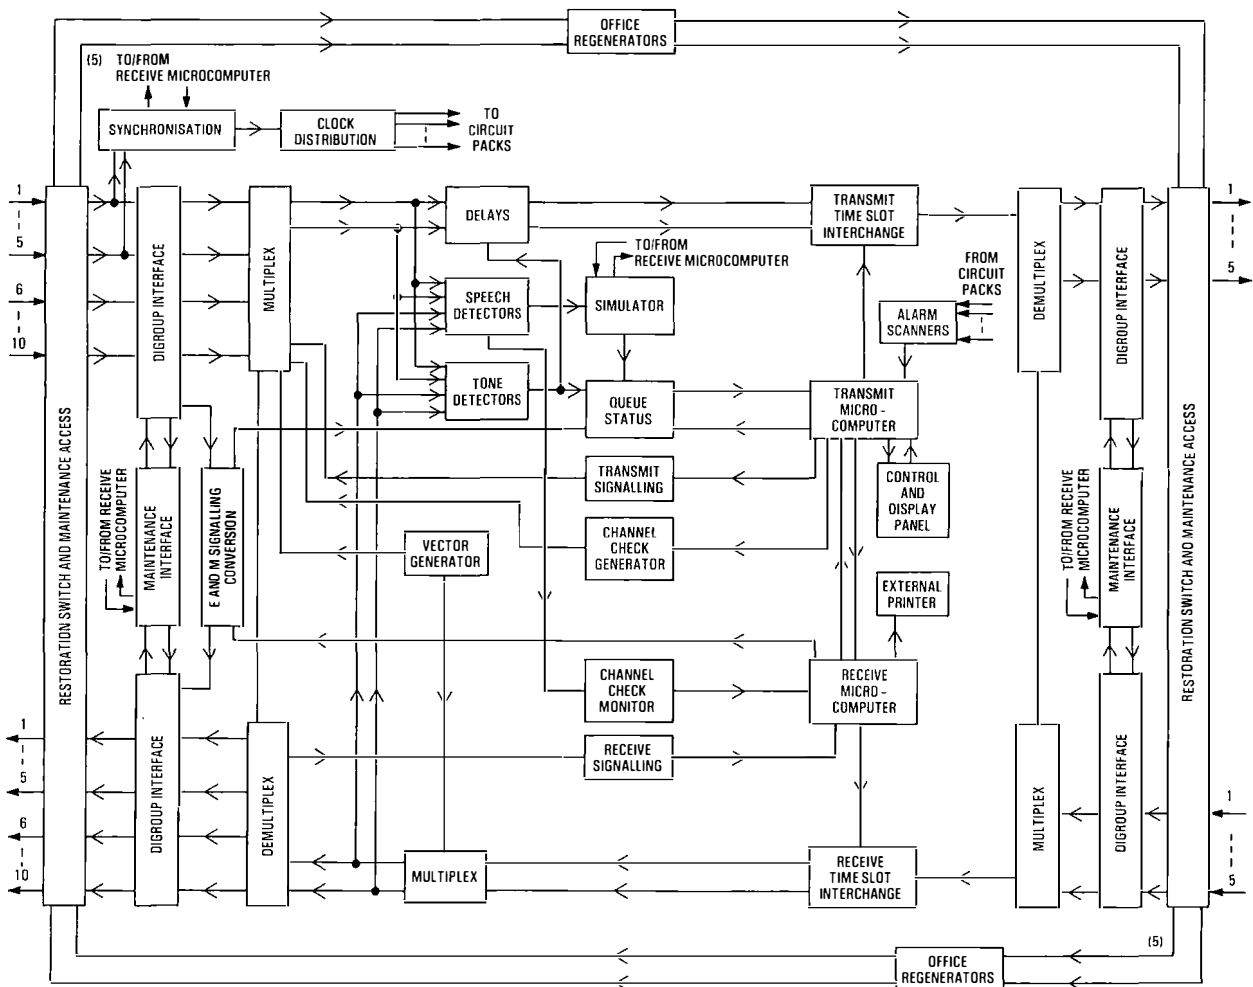 OFFICE
REGENERATORS
(5)
TO/FROM
RECEIVE MICROCOMPUTER
SYNCHRONISATION
CLOCK
DISTRIBUTION
TO
CIRCUIT
PACKS
1
5
6
10
RESTORATION SWITCH AND MAINTENANCE ACCESS
DIGROUP INTERFACE
MULTIPLEX
DELAYS
SPEECH
DETECTORS
TONE
DETECTORS
TO/FROM
RECEIVE MICROCOMPUTER
SIMULATOR
QUEUE
STATUS
TRANSMIT
TIME SLOT
INTERCHANGE
FROM
CIRCUIT
PACKS
ALARM
SCANNERS
TRANSMIT
MICRO-
COMPUTER
DEMULTIPLEX
DIGROUP INTERFACE
RESTORATION SWITCH AND MAINTENANCE ACCESS
1
5
TO/FROM RECEIVE
MICROCOMPUTER
MAINTENANCE
INTERFACE
E AND M SIGNALLING
CONVERSION
TRANSMIT
SIGNALLING
CONTROL
AND
DISPLAY
PANEL
VECTOR
GENERATOR
CHANNEL
CHECK
GENERATOR
EXTERNAL
PRINTER
TO/FROM RECEIVE
MICROCOMPUTER
MAINTENANCE
INTERFACE
CHANNEL
CHECK
MONITOR
RECEIVE
MICRO-
COMPUTER
RECEIVE
SIGNALLING
1
5
6
10
DIGROUP INTERFACE
DEMULTIPLEX
MULTIPLEX
RECEIVE
TIME SLOT
INTERCHANGE
MULTIPLEX
DIGROUP INTERFACE
1
5
(5)
OFFICE
REGENERATORS